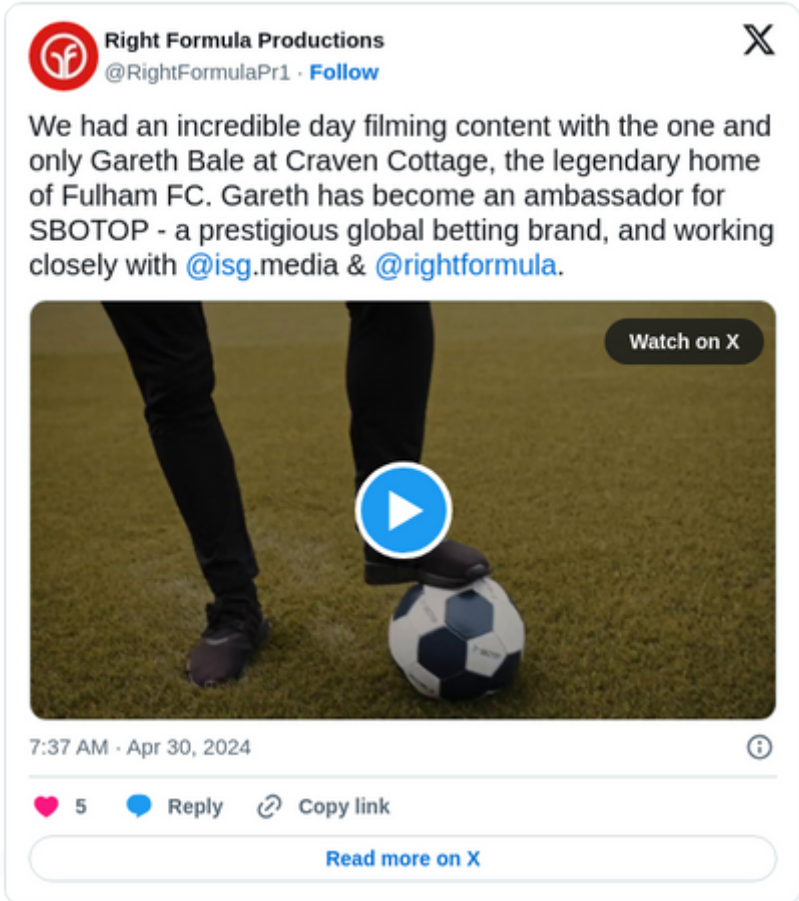 Right Formula Productions
@RightFormulaPr1 · Follow
We had an incredible day filming content with the one and
only Gareth Bale at Craven Cottage, the legendary home
of Fulham FC. Gareth has become an ambassador for
SBOTOP - a prestigious global betting brand, and working
closely with @isg.media & @rightformula.
Watch on X
7:37 AM · Apr 30, 2024
5 Reply Copy link
Read more on X